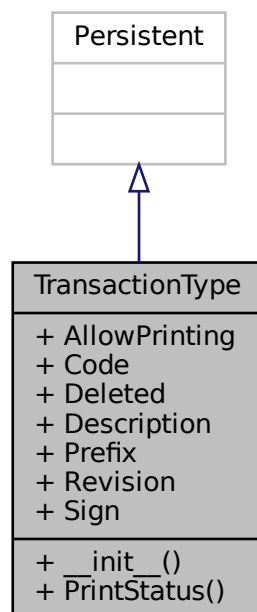 Persistent
TransactionType
+ AllowPrinting
+ Code
+ Deleted
+ Description
+ Prefix
+ Revision
+ Sign
+ __init__()
+ PrintStatus()